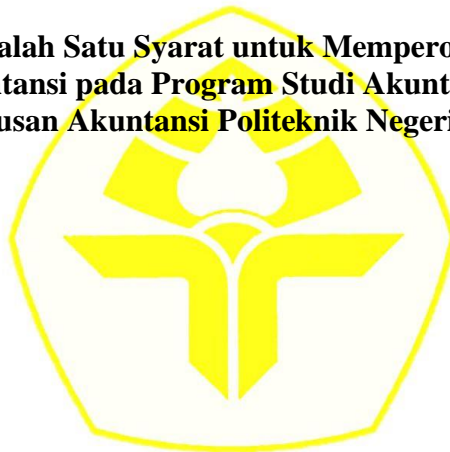 alah Satu Syarat untuk Mempero
tansi pada Program Studi Akunt
usan Akuntansi Politeknik Negeri